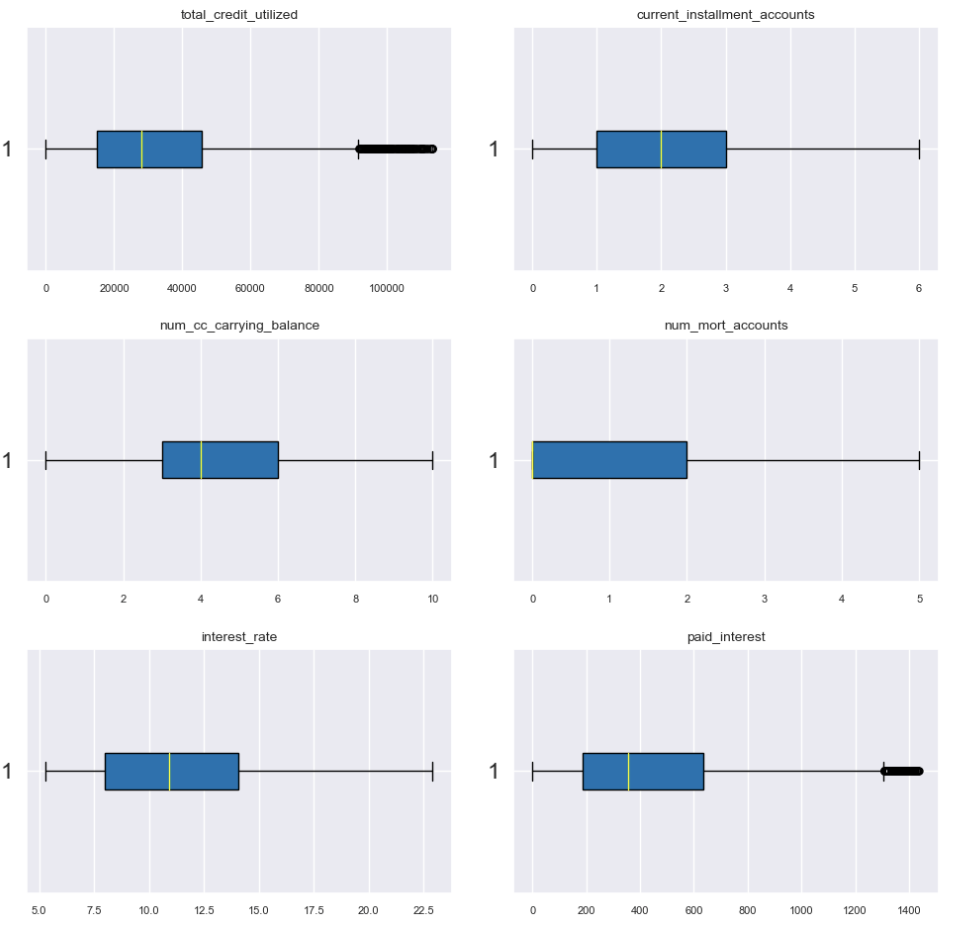 total_credit_utilized
current_installment_accounts
1
1
0 20000 40000 60000 80000 100000
0 1 2 3 4 5 6
num_cc_carrying_balance
num_mort_accounts
1
1
0 2 4 6 8 10
0 1 2 3 4 5
interest_rate
paid_interest
1
1
5.0 7.5 10.0 12.5 15.0 17.5 20.0 22.5
0 200 400 600 800 1000 1200 1400